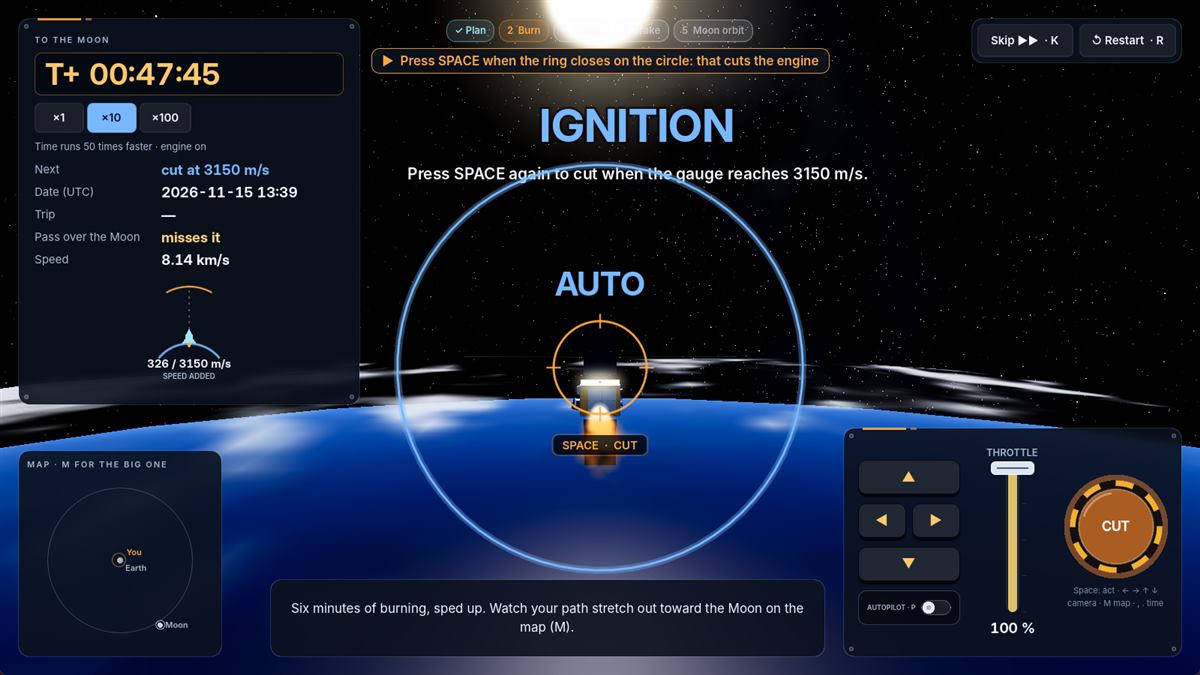 TO THE MOON
T+ 00:47:45
×1 ×10 ×100
Time runs 50 times faster · engine on
Next cut at 3150 m/s
Date (UTC) 2026-11-15 13:39
Trip —
Pass over the Moon misses it
Speed 8.14 km/s
326 / 3150 m/s
SPEED ADDED
✓ Plan 2 Burn 5 Moon orbit
▶ Press SPACE when the ring closes on the circle: that cuts the engine
Skip ▶▶ · K
↺ Restart · R
IGNITION
Press SPACE again to cut when the gauge reaches 3150 m/s.
AUTO
SPACE · CUT
MAP · M FOR THE BIG ONE
You
Earth
Moon
Six minutes of burning, sped up. Watch your path stretch out toward the Moon on the
map (M).
▲
◀ ▶
▼
AUTOPILOT · P
THROTTLE
100 %
CUT
Space: act · ← → ↑ ↓
camera · M map · , . time